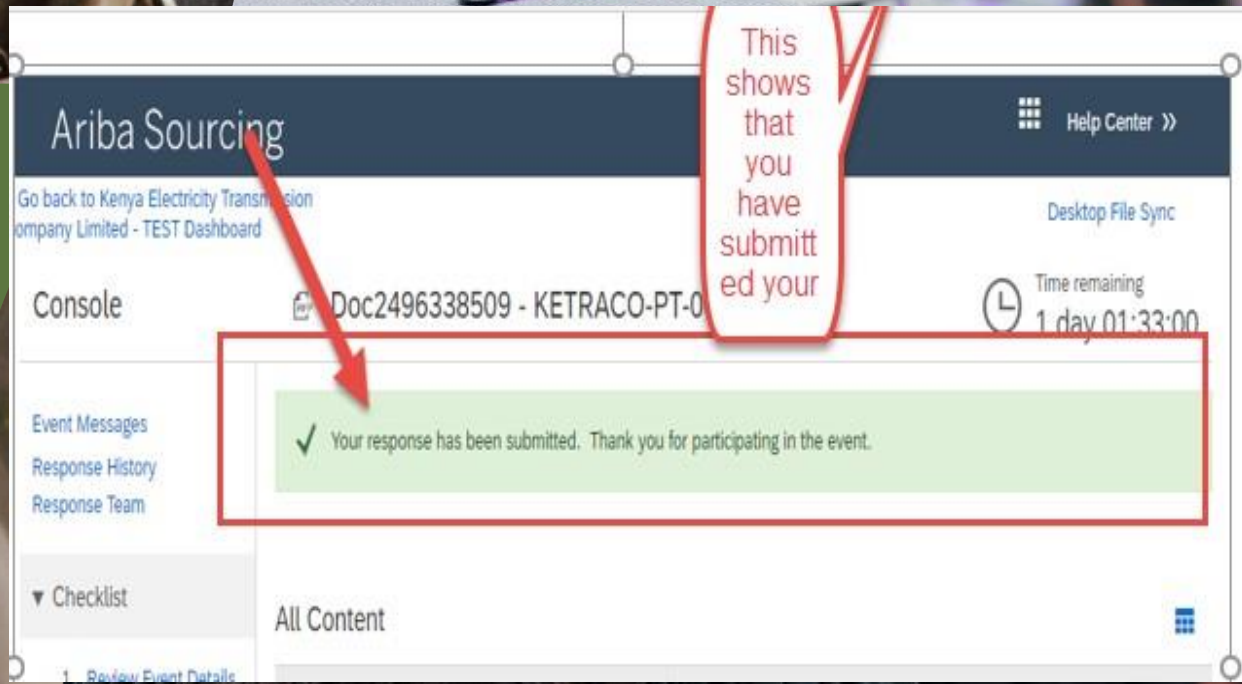 This
shows
that
you
have
submitt
ed your
Ariba Sourcing
Help Center »
Go back to Kenya Electricity Transmission
ompany Limited - TEST Dashboard
Desktop File Sync
Console
Doc2496338509 - KETRACO-PT-0
Time remaining
1 day 01:33:00
Event Messages
Response History
Response Team
✓ Your response has been submitted. Thank you for participating in the event.
▼ Checklist
All Content
1. Review Event Details